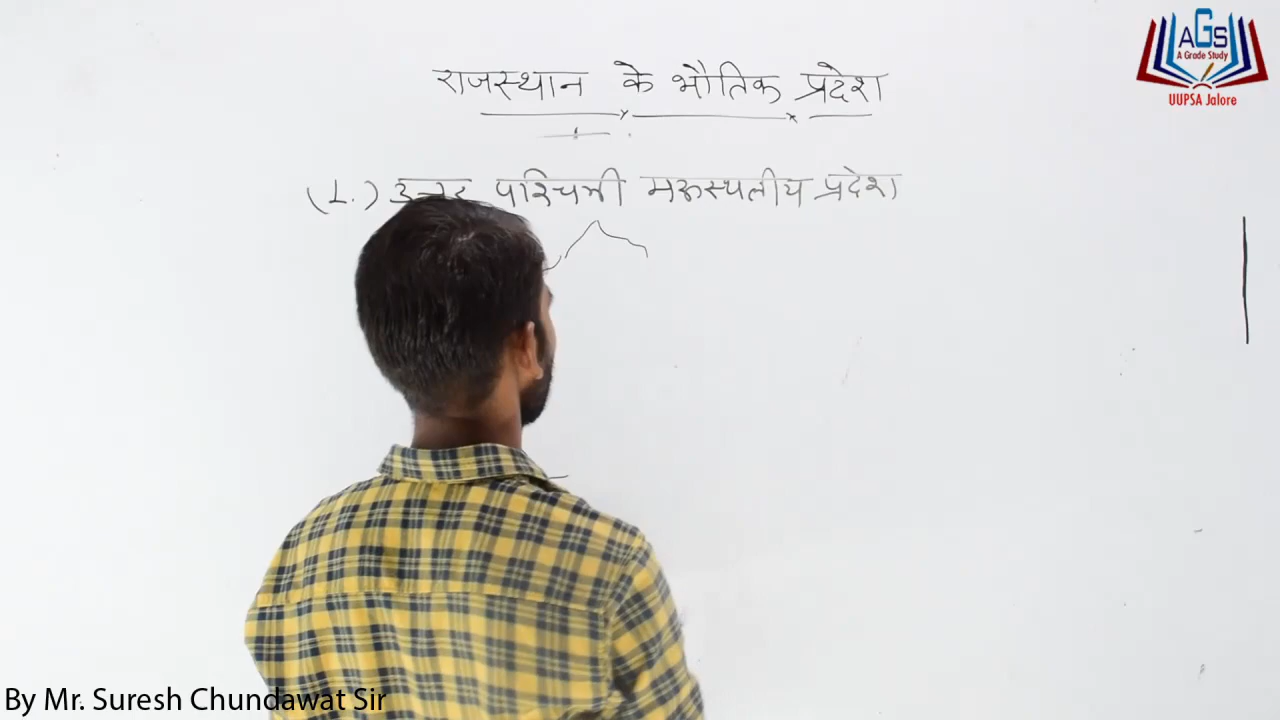 राजस्थान के भौतिक प्रदेश
(1.) उत्तर पश्चिमी मरुस्थलीय प्रदेश
AGS
A Grade Study
UUPSA Jalore
By Mr. Suresh Chundawat Sir